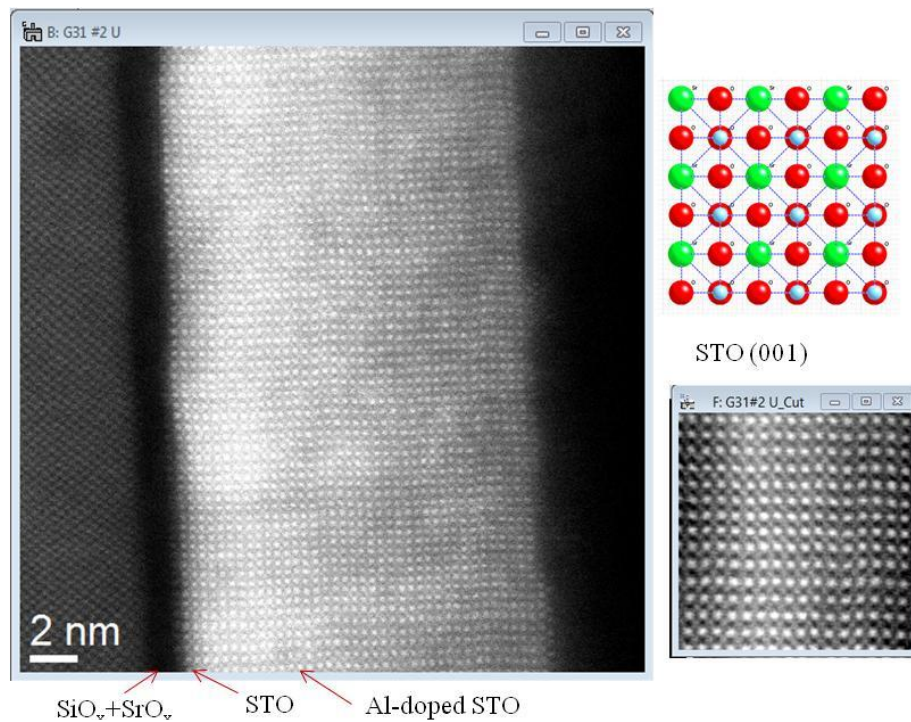 B: G31 #2 U
STO (001)
F: G31#2 U_Cut
2 nm
SiOₓ+SrOₓ
STO
Al-doped STO